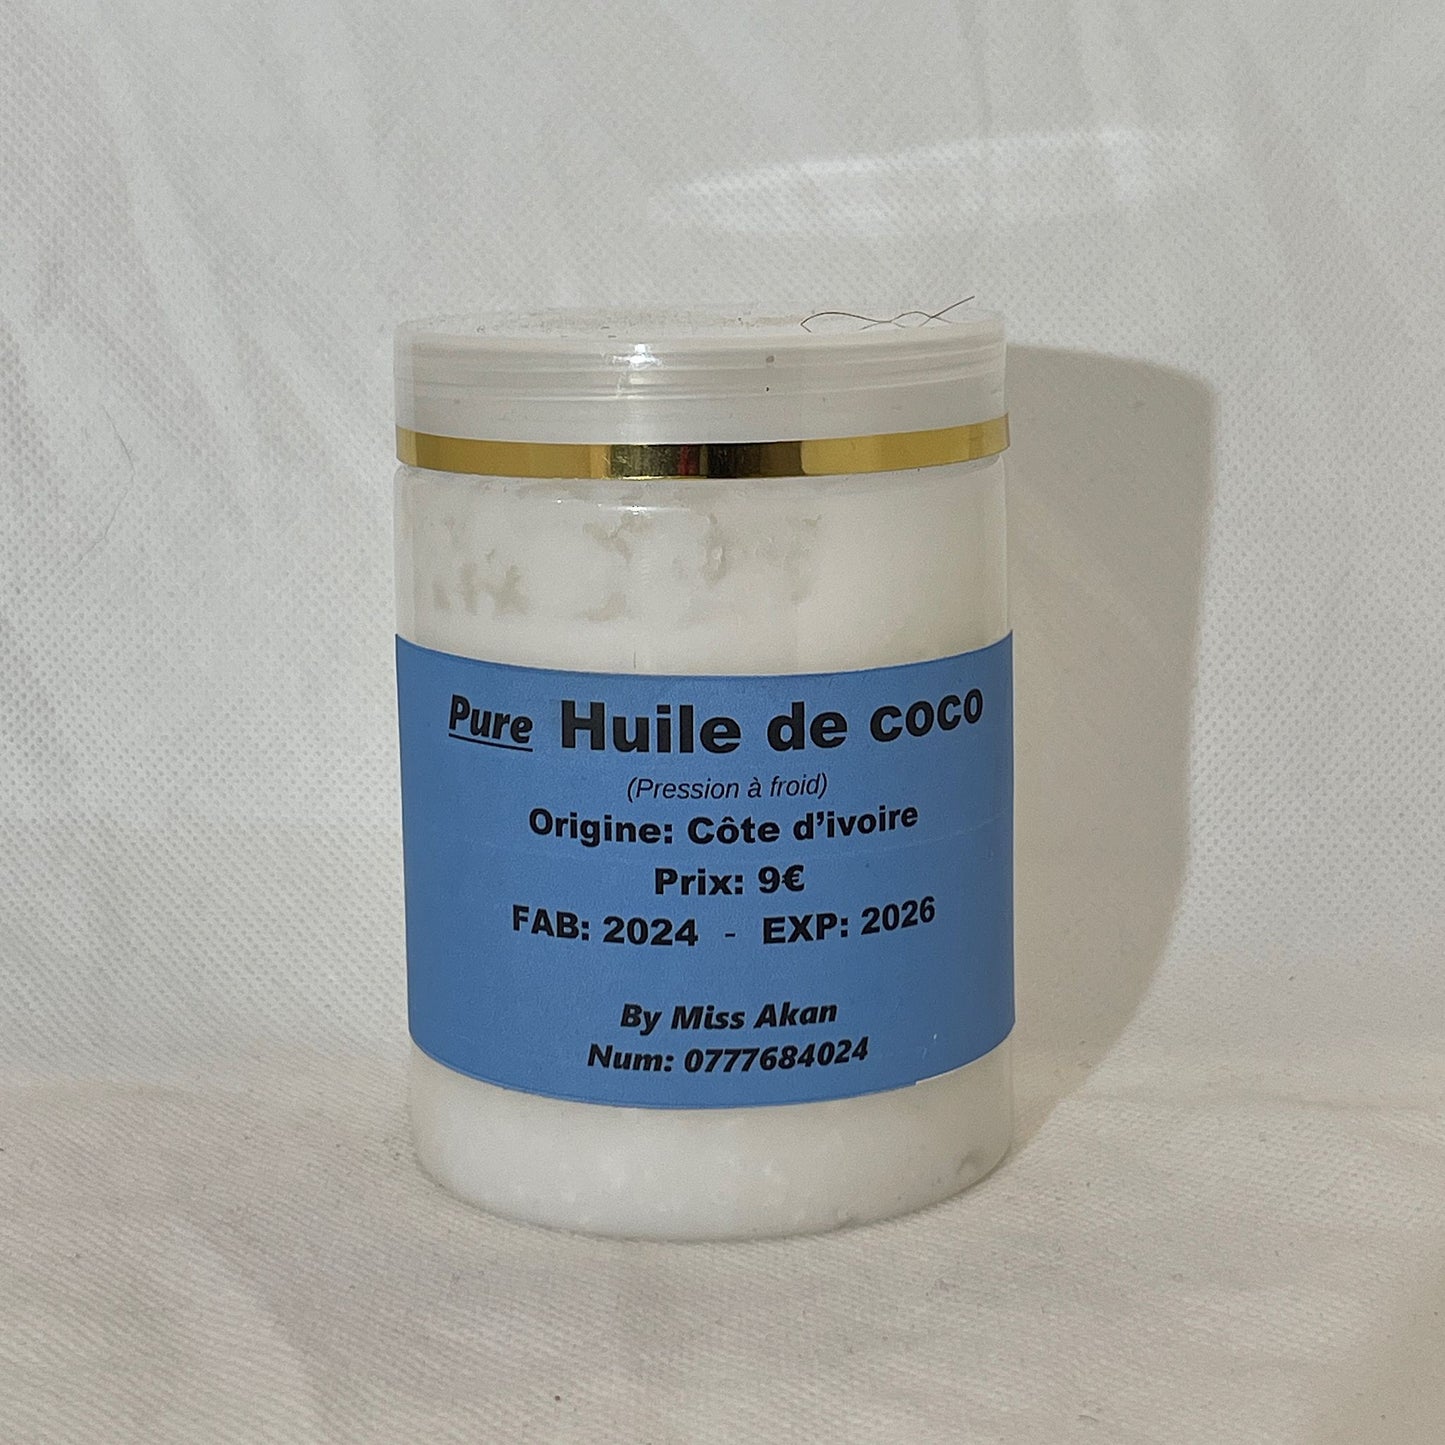 Pure Huile de coco
(Pression à froid)
Origine: Côte d’ivoire
Prix: 9€
FAB: 2024 - EXP: 2026
By Miss Akan
Num: 0777684024